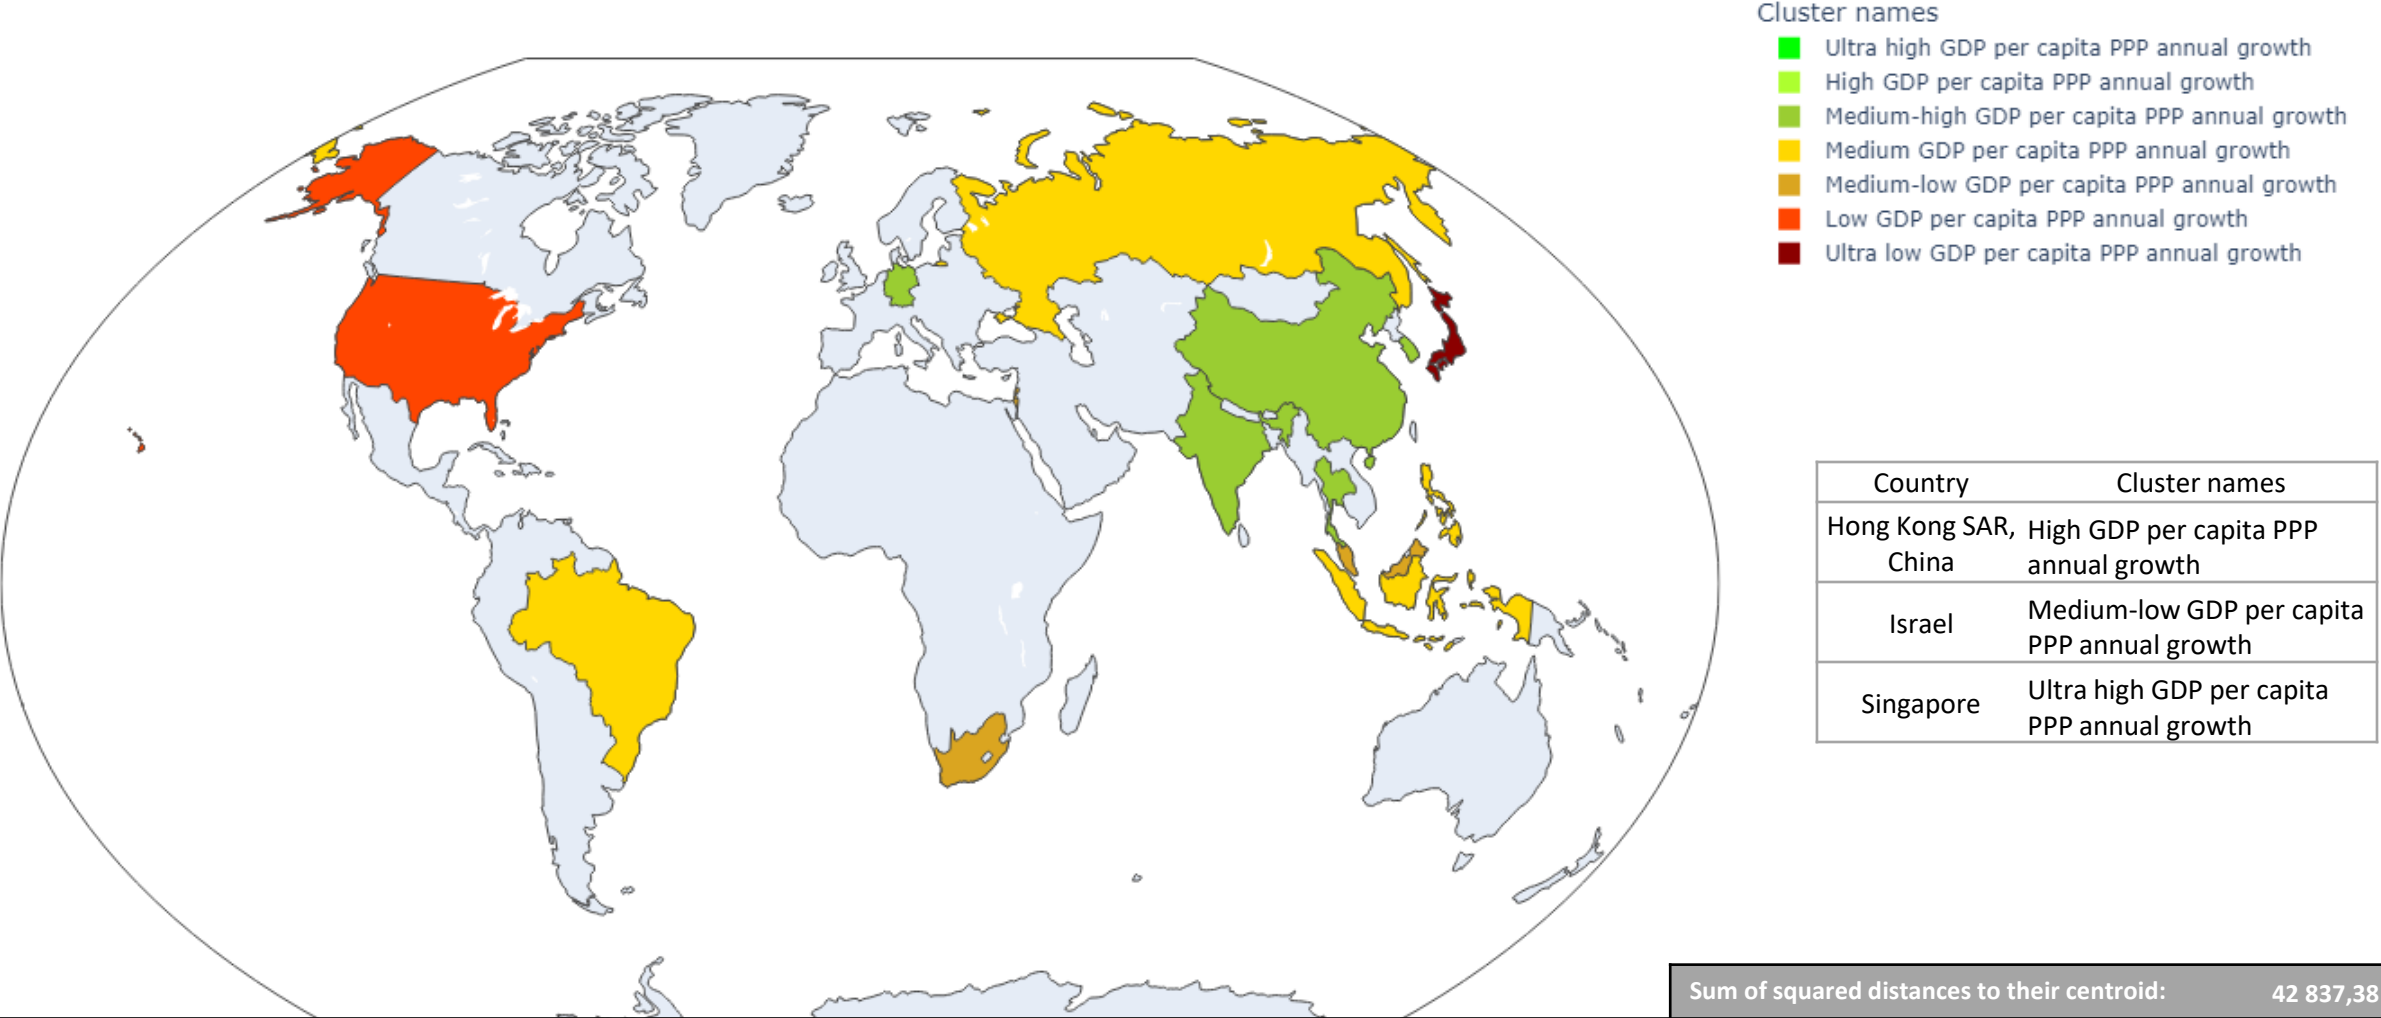 Cluster names
Ultra high GDP per capita PPP annual growth
High GDP per capita PPP annual growth
Medium-high GDP per capita PPP annual growth
Medium GDP per capita PPP annual growth
Medium-low GDP per capita PPP annual growth
Low GDP per capita PPP annual growth
Ultra low GDP per capita PPP annual growth
Country Cluster names
Hong Kong SAR, China High GDP per capita PPP annual growth
Israel Medium-low GDP per capita PPP annual growth
Singapore Ultra high GDP per capita PPP annual growth
Sum of squared distances to their centroid: 42 837,38